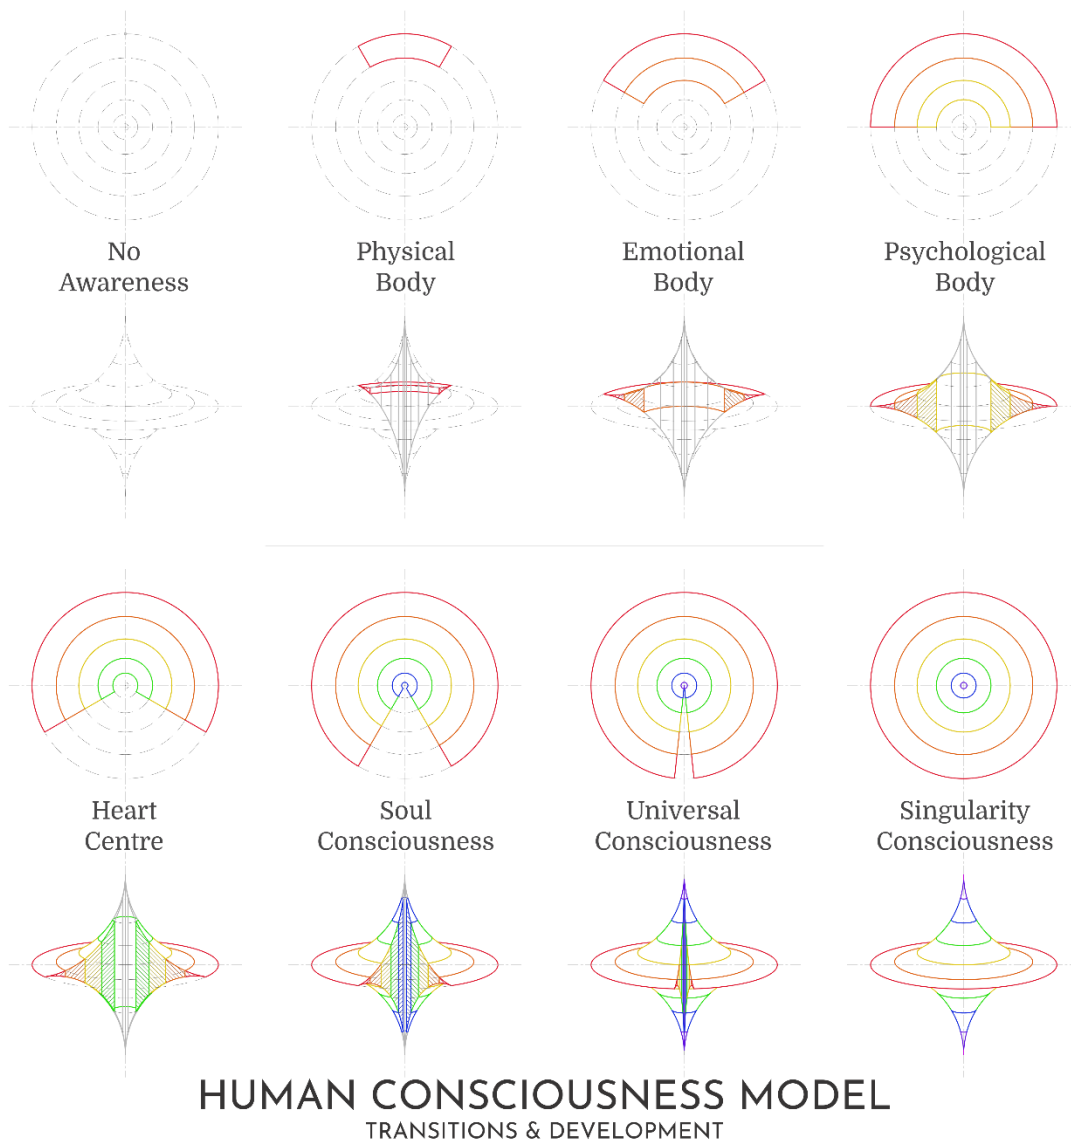 No
Awareness
Physical
Body
Emotional
Body
Psychological
Body
Heart
Centre
Soul
Consciousness
Universal
Consciousness
Singularity
Consciousness
HUMAN CONSCIOUSNESS MODEL
TRANSITIONS & DEVELOPMENT